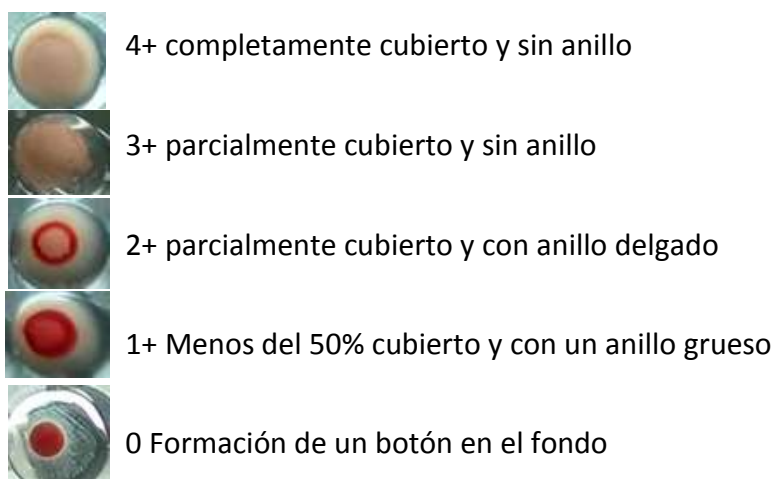 4+ completamente cubierto y sin anillo
3+ parcialmente cubierto y sin anillo
2+ parcialmente cubierto y con anillo delgado
1+ Menos del 50% cubierto y con un anillo grueso
0 Formación de un botón en el fondo